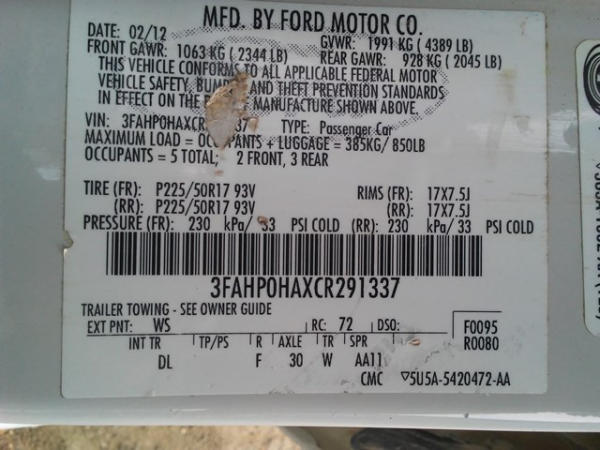 MFD. BY FORD MOTOR CO.
DATE: 02/12 GVWR: 1991 KG ( 4389 LB)
FRONT GAWR: 1063 KG ( 2344 LB) REAR GAWR: 928 KG ( 2045 LB)
THIS VEHICLE CONFORMS TO ALL APPLICABLE FEDERAL MOTOR
VEHICLE SAFETY, AND THEFT PREVENTION STANDARDS
IN EFFECT ON THE MANUFACTURE SHOWN ABOVE.
VIN: 3FAHP0HAXCR 37 TYPE: Passenger Car
MAXIMUM LOAD = OCCUPANTS + LUGGAGE = 385KG/ 850LB
OCCUPANTS = 5 TOTAL; 2 FRONT, 3 REAR
TIRE (FR): P225/50R17 93V RIMS (FR): 17X7.5J
(RR): P225/50R17 93V (RR): 17X7.5J
PRESSURE (FR): 230 kPa/ 33 PSI COLD (RR): 230 kPa/ 33 PSI COLD
3FAHP0HAXCR291337
TRAILER TOWING - SEE OWNER GUIDE
EXT PNT: WS RC: 72 DSO: F0095
INT TR TP/PS R AXLE TR SPR R0080
DL F 30 W AA11
CMC ▽5U5A-5420472-AA